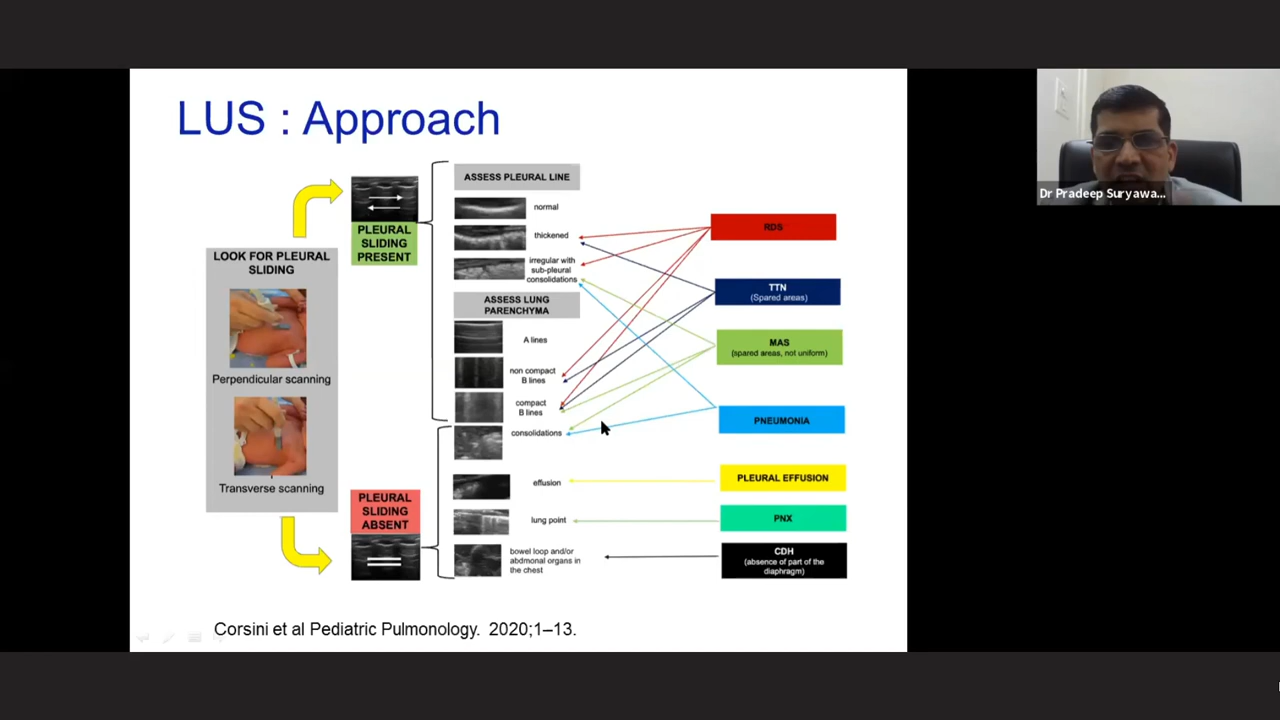 LUS : Approach
LOOK FOR PLEURAL
SLIDING
Perpendicular scanning
Transverse scanning
PLEURAL
SLIDING
PRESENT
PLEURAL
SLIDING
ABSENT
ASSESS PLEURAL LINE
normal
thickened
irregular with
sub-pleural
consolidations
ASSESS LUNG
PARENCHYMA
A lines
non compact
B lines
compact
B lines
consolidations
effusion
lung point
bowel loop and/or
abdmonal organs in
the chest
RDS
TTN
(Spared areas)
MAS
(spared areas, not uniform)
PNEUMONIA
PLEURAL EFFUSION
PNX
CDH
(absence of part of the
diaphragm)
Corsini et al Pediatric Pulmonology. 2020;1–13.
Dr Pradeep Suryawa...